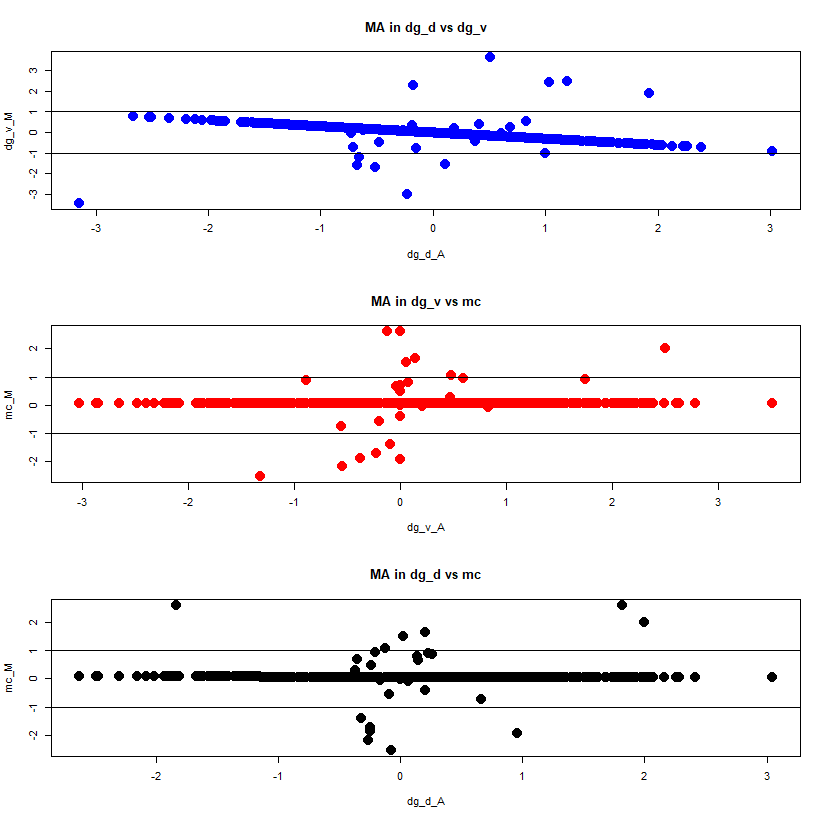 MA in dg_d vs dg_v
dg_v_M
3
2
1
0
-1
-2
-3
-3 -2 -1 0 1 2 3
dg_d_A
MA in dg_v vs mc
mc_M
2
1
0
-1
-2
-3 -2 -1 0 1 2 3
dg_v_A
MA in dg_d vs mc
mc_M
2
1
0
-1
-2
-2 -1 0 1 2 3
dg_d_A